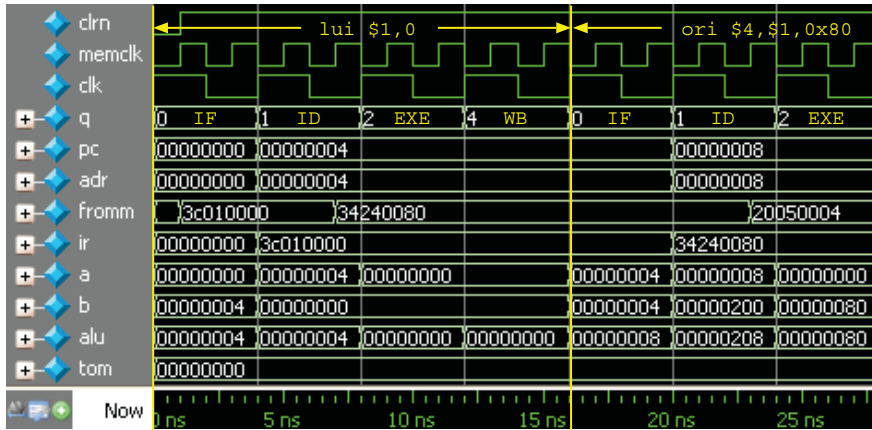 clrn lui $1,0 ori $4,$1,0x80
memclk
clk
q 0 IF 1 ID 2 EXE 4 WB 0 IF 1 ID 2 EXE
pc 00000000 00000004 00000008
adr 00000000 00000004 00000008
fromm 3c010000 34240080 20050004
ir 00000000 3c010000 34240080
a 00000000 00000004 00000000 00000004 00000008 00000000
b 00000004 00000000 00000004 00000200 00000080
alu 00000004 00000004 00000000 00000000 00000008 00000208 00000080
tom 00000000
Now 0 ns 5 ns 10 ns 15 ns 20 ns 25 ns